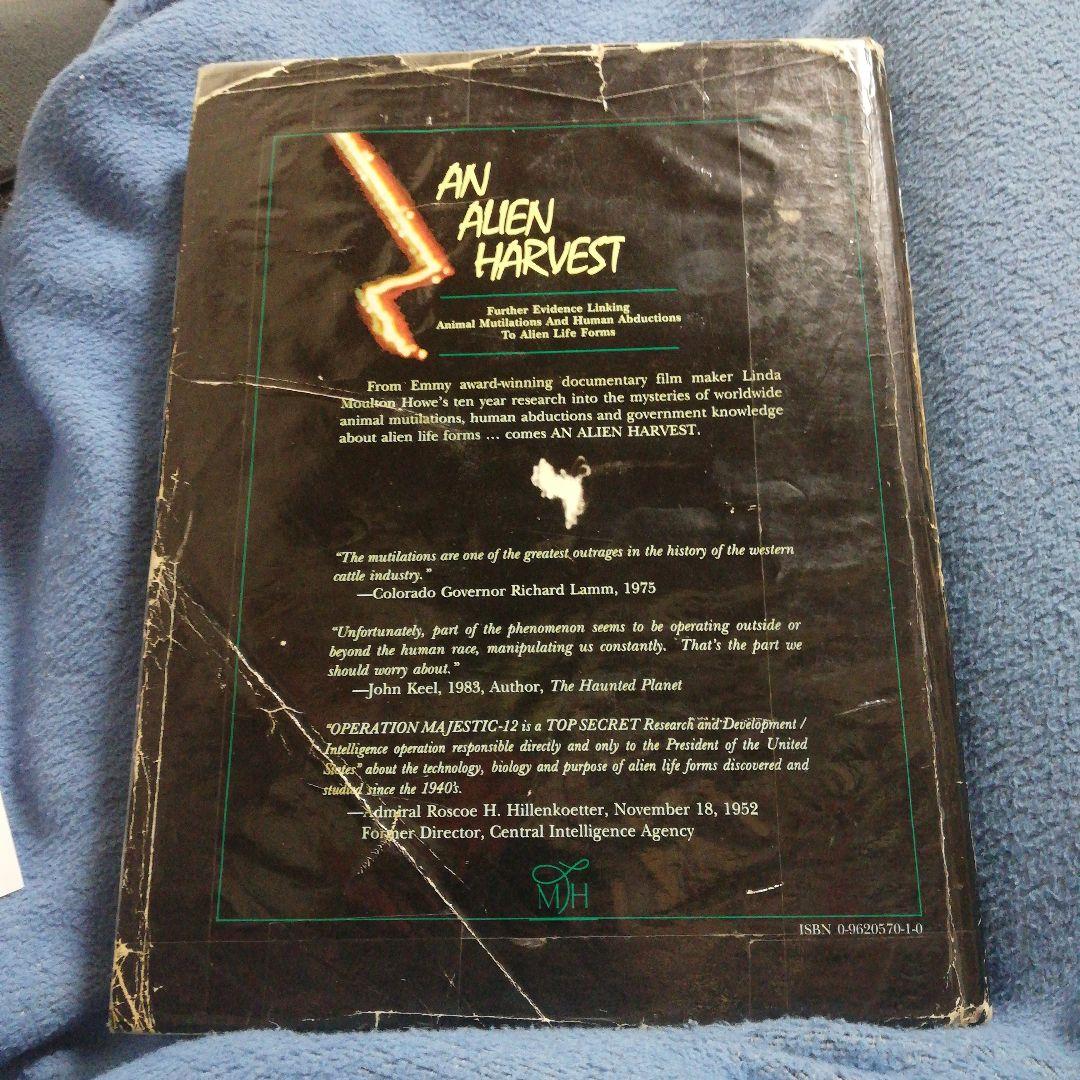 AN
ALIEN
HARVEST
Further Evidence Linking
Animal Mutilations And Human Abductions
To Alien Life Forms
From Emmy award-winning documentary film maker Linda
Moulton Howe's ten year research into the mysteries of worldwide
animal mutilations, human abductions and government knowledge
about alien life forms ... comes AN ALIEN HARVEST.
"The mutilations are one of the greatest outrages in the history of the western
cattle industry."
—Colorado Governor Richard Lamm, 1975
"Unfortunately, part of the phenomenon seems to be operating outside or
beyond the human race, manipulating us constantly. That's the part we
should worry about."
—John Keel, 1983, Author, The Haunted Planet
"OPERATION MAJESTIC-12 is a TOP SECRET Research and Development /
Intelligence operation responsible directly and only to the President of the United
States" about the technology, biology and purpose of alien life forms discovered and
studied since the 1940's.
—Admiral Roscoe H. Hillenkoetter, November 18, 1952
Former Director, Central Intelligence Agency
LMH
ISBN 0-9620570-1-0